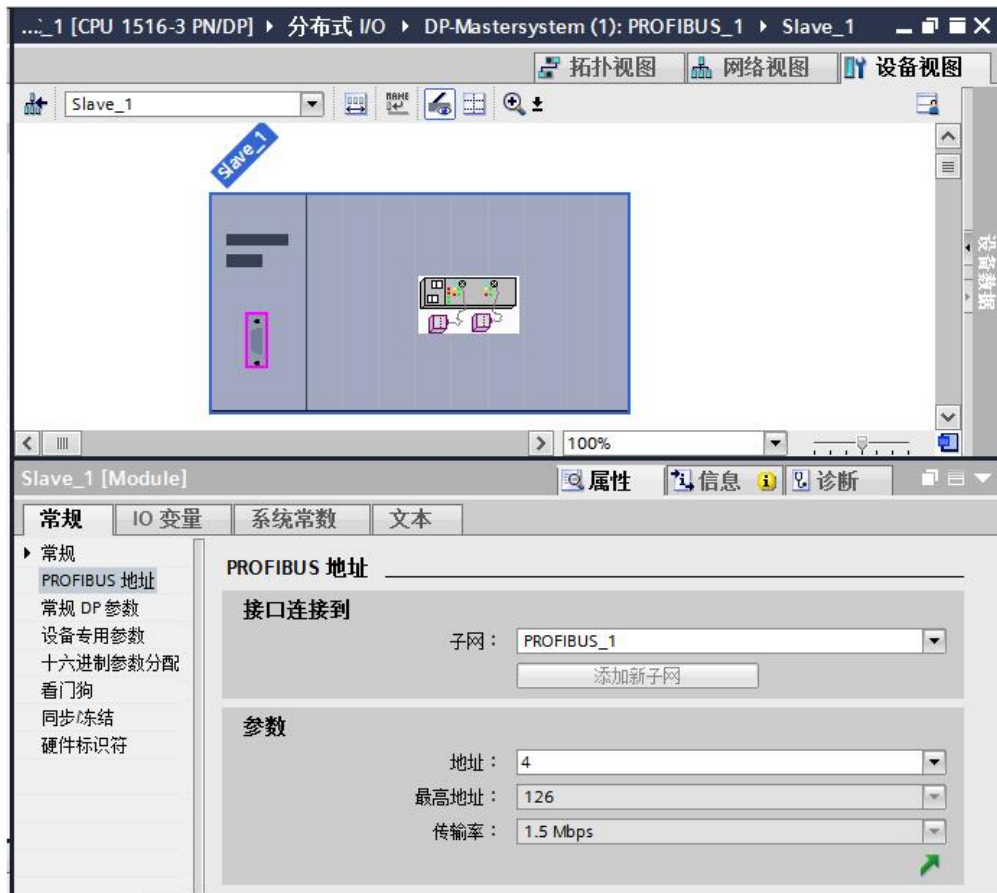 ..._1 [CPU 1516-3 PN/DP] ▸ 分布式 I/O ▸ DP-Mastersystem (1): PROFIBUS_1 ▸ Slave_1
拓扑视图 网络视图 设备视图
Slave_1
NAME
Slave_1
设备数据
100%
Slave_1 [Module]
属性 信息 诊断
常规 IO 变量 系统常数 文本
常规
PROFIBUS 地址
常规 DP 参数
设备专用参数
十六进制参数分配
看门狗
同步/冻结
硬件标识符
PROFIBUS 地址
接口连接到
子网： PROFIBUS_1
添加新子网
参数
地址： 4
最高地址： 126
传输率： 1.5 Mbps